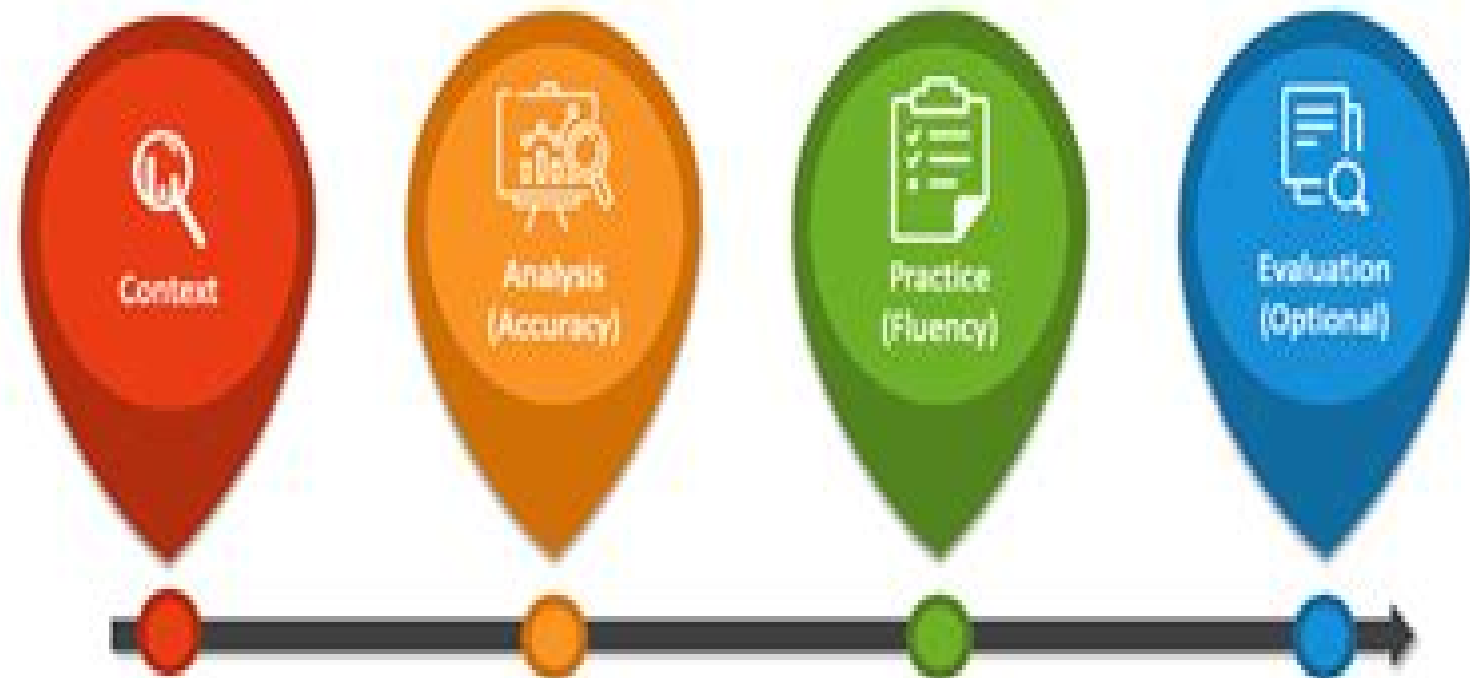 Context
Analysis
(Accuracy)
Practice
(Fluency)
Evaluation
(Optional)